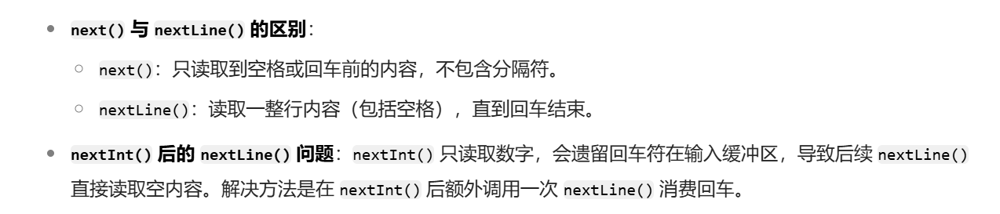 next() 与 nextLine() 的区别：
next()：只读取到空格或回车前的内容，不包含分隔符。
nextLine()：读取一整行内容（包括空格），直到回车结束。
nextInt() 后的 nextLine() 问题：nextInt() 只读取数字，会遗留回车符在输入缓冲区，导致后续 nextLine()
直接读取空内容。解决方法是在 nextInt() 后额外调用一次 nextLine() 消费回车。